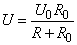 U = U₀R₀ / (R + R₀)